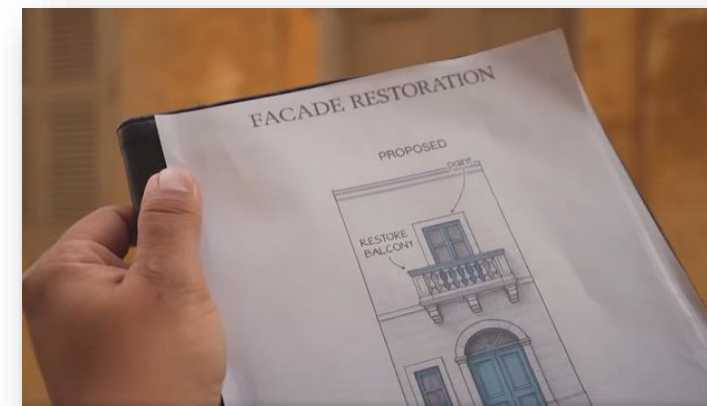 FACADE RESTORATION
PROPOSED
paint
RESTORE
BALCONY